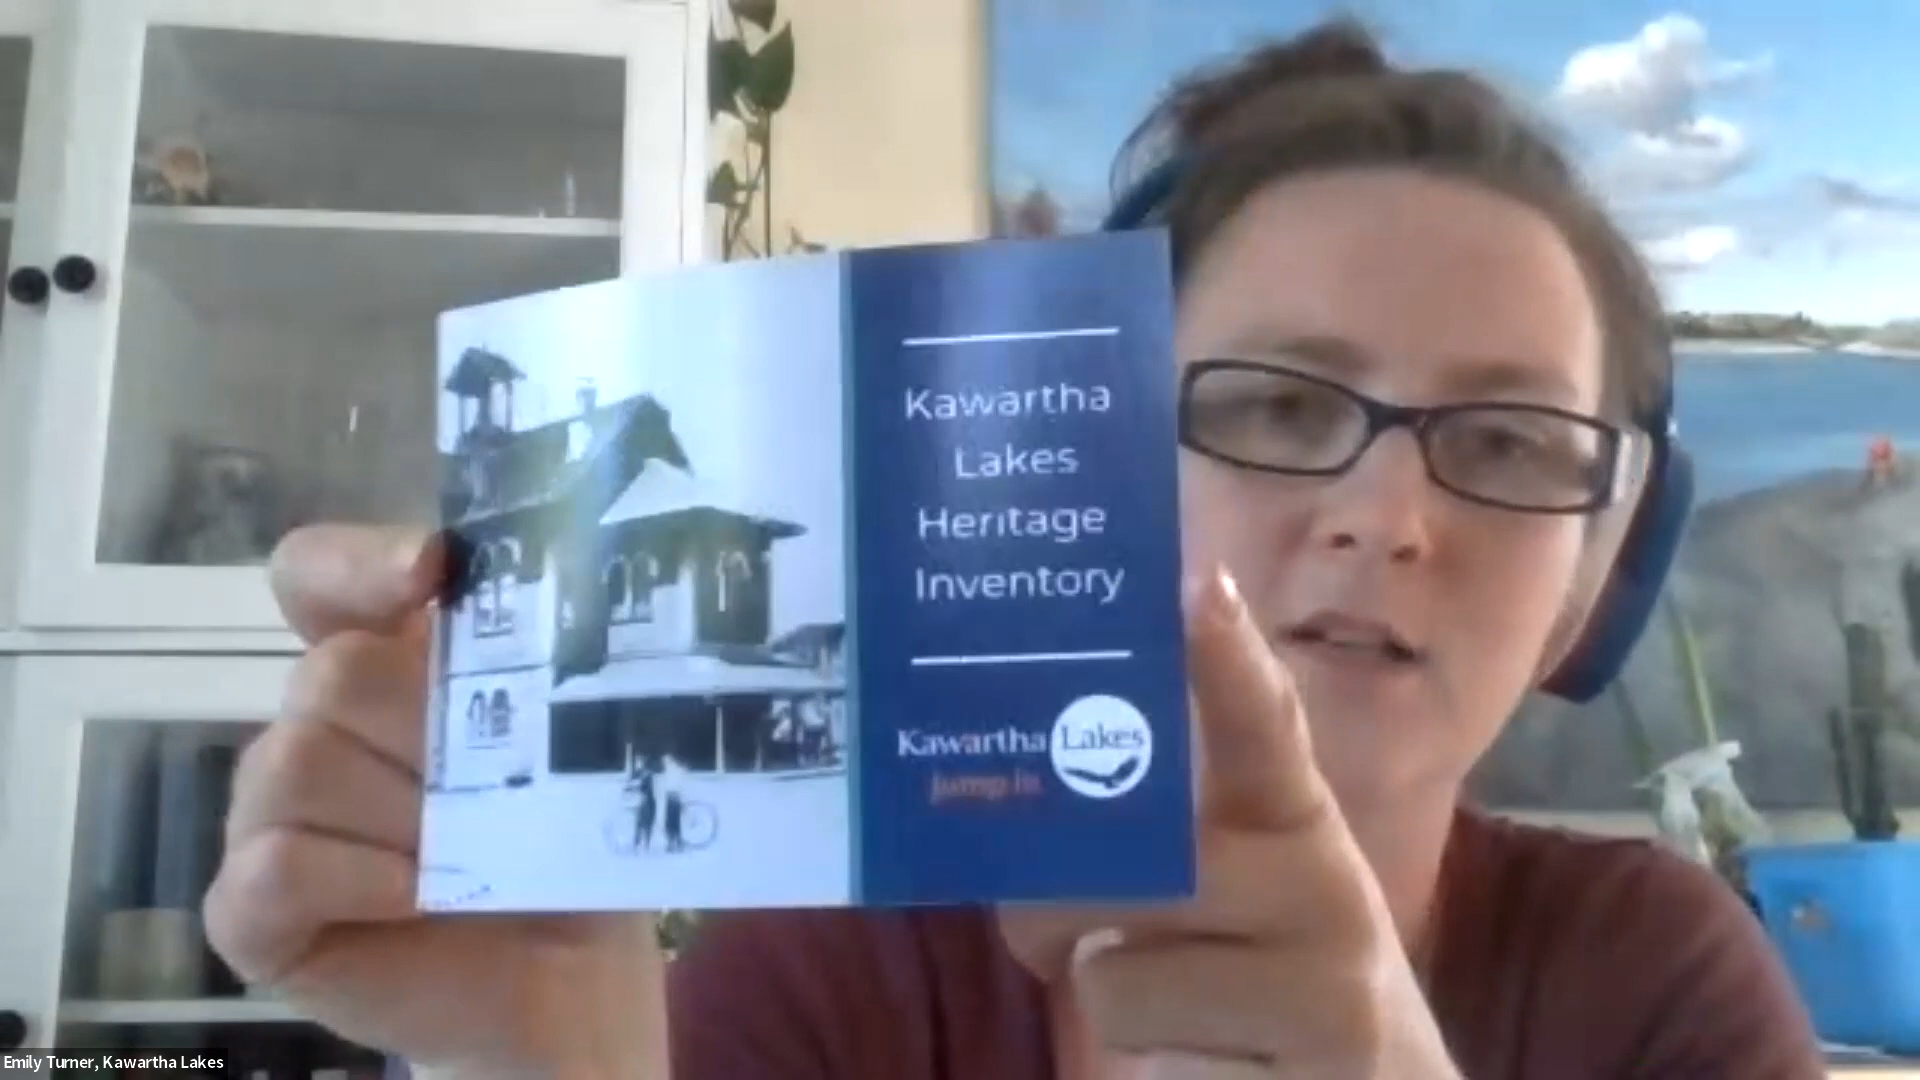 Kawartha
Lakes
Heritage
Inventory
Kawartha Lakes
jump in
Emily Turner, Kawartha Lakes